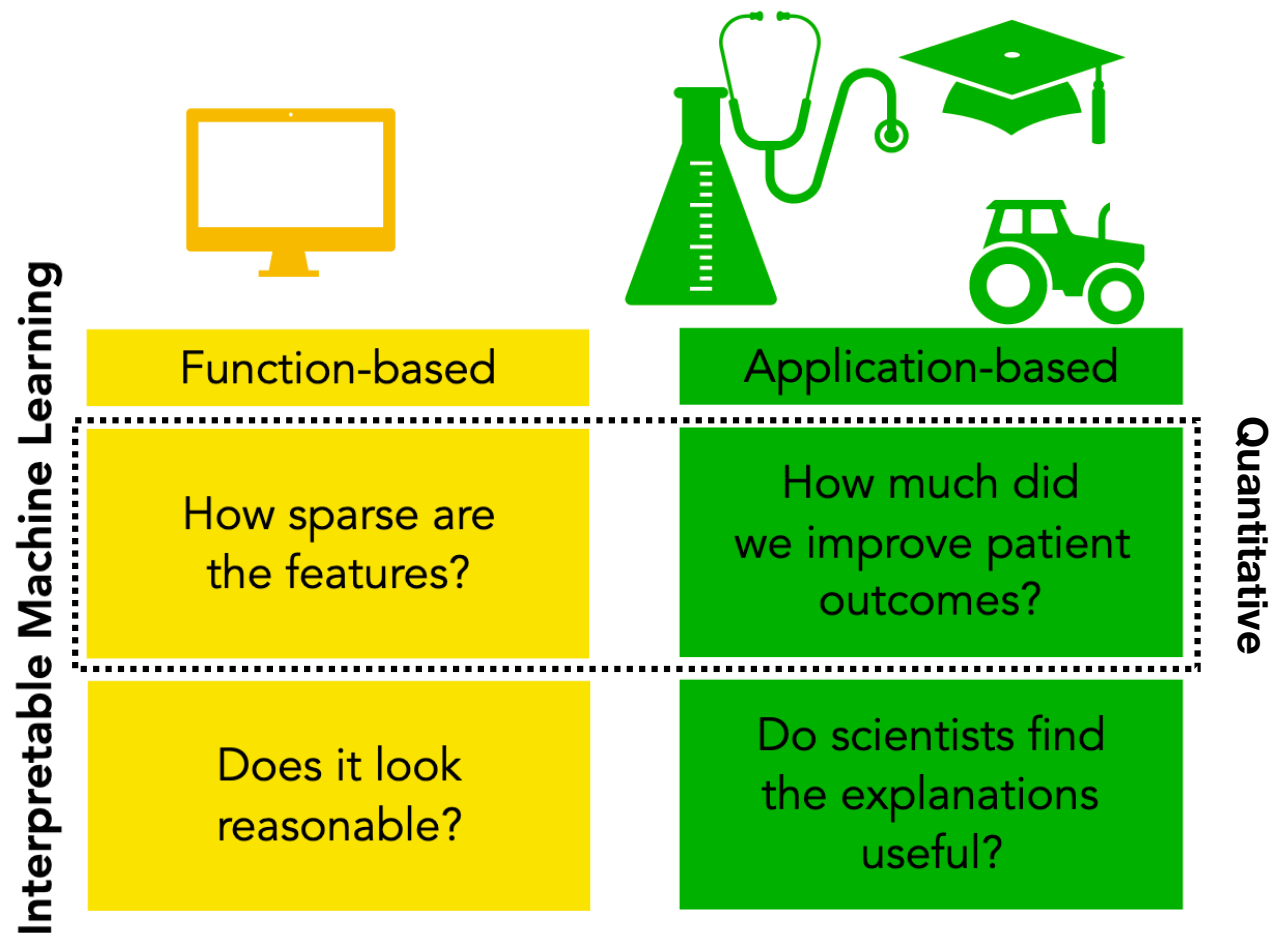 Interpretable Machine Learning
Function-based
Application-based
How sparse are
the features?
How much did
we improve patient
outcomes?
Quantitative
Does it look
reasonable?
Do scientists find
the explanations
useful?